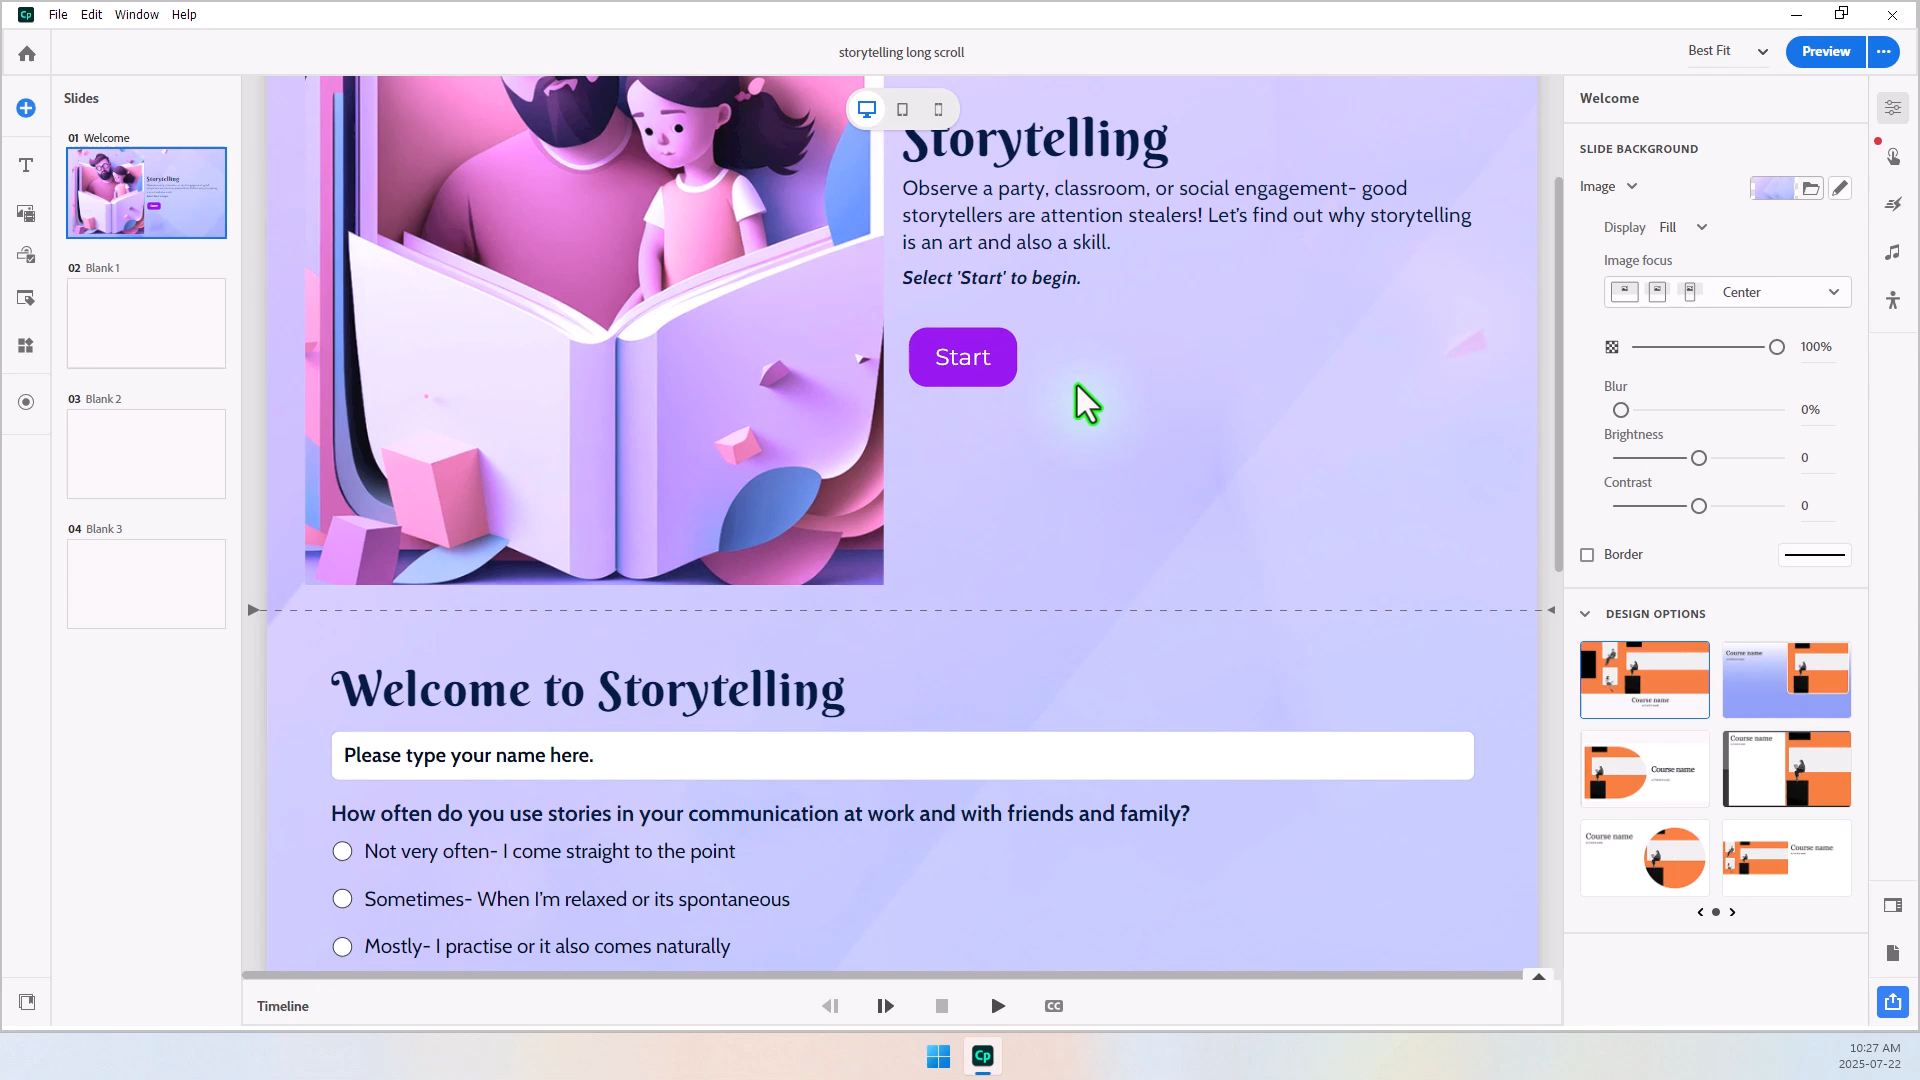 Cp File Edit Window Help
storytelling long scroll
Best Fit
Preview
Slides
01 Welcome
Storytelling
02 Blank 1
03 Blank 2
04 Blank 3
Storytelling
Observe a party, classroom, or social engagement- good
storytellers are attention stealers! Let's find out why storytelling
is an art and also a skill.
Select 'Start' to begin.
Start
Welcome to Storytelling
Please type your name here.
How often do you use stories in your communication at work and with friends and family?
Not very often- I come straight to the point
Sometimes- When I'm relaxed or its spontaneous
Mostly- I practise or it also comes naturally
Timeline
CC
Welcome
SLIDE BACKGROUND
Image
Display Fill
Image focus
Center
100%
Blur
0%
Brightness
0
Contrast
0
Border
DESIGN OPTIONS
Course name
Course name
Course name
Course name
Course name
Course name
Cp
10:27 AM
2025-07-22